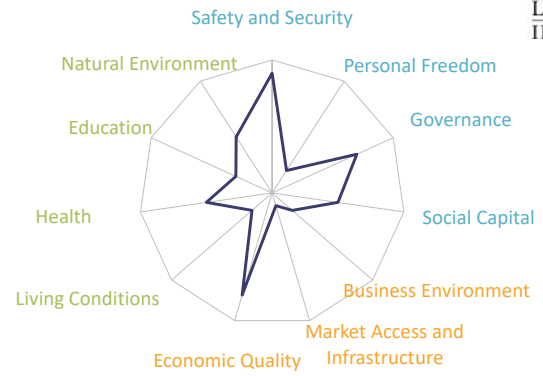 Safety and Security
Natural Environment
Personal Freedom
Education
Governance
Health
Social Capital
Living Conditions
Business Environment
Economic Quality
Market Access and
Infrastructure